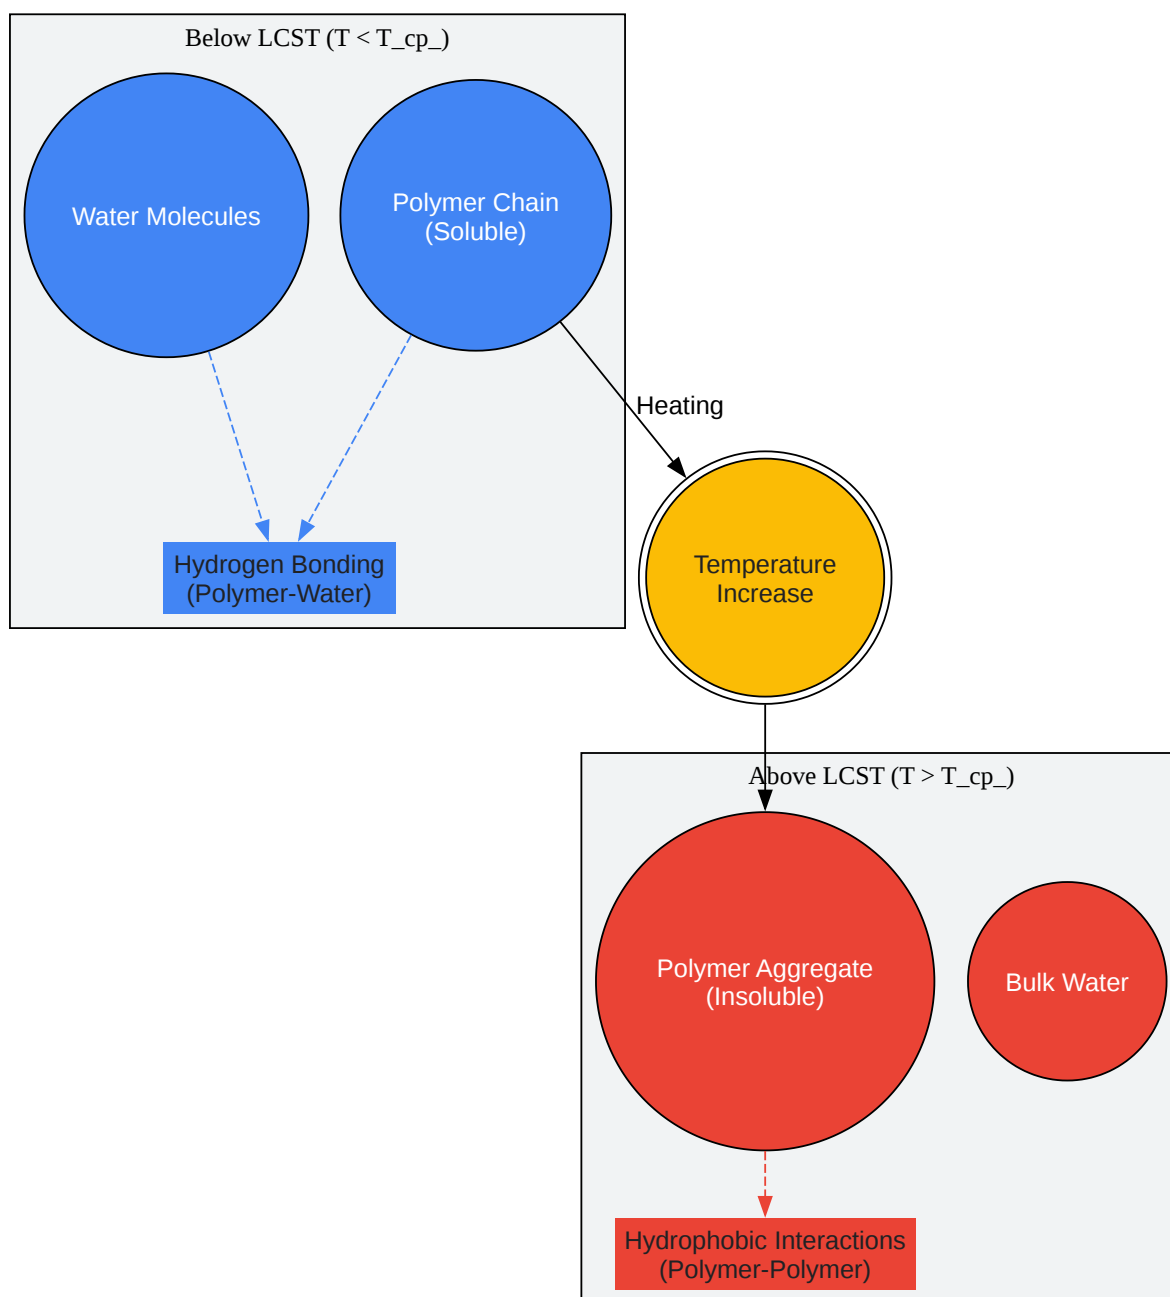 Below LCST (T < T_cp_)
Water Molecules
Polymer Chain
(Soluble)
Heating
Hydrogen Bonding
(Polymer-Water)
Temperature
Increase
Above LCST (T > T_cp_)
Polymer Aggregate
(Insoluble)
Bulk Water
Hydrophobic Interactions
(Polymer-Polymer)